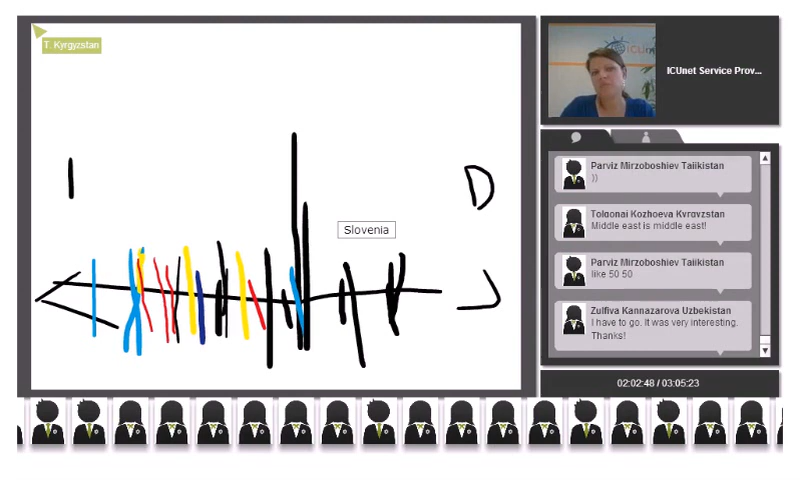 T. Kyrgyzstan
I
D
Slovenia
ICUnet
ICUnet Service Prov...
Parviz Mirzoboshiev Tajikistan
))
Tolgonai Kozhoeva Kyrgyzstan
Middle east is middle east!
Parviz Mirzoboshiev Tajikistan
like 50 50
Zulfiya Kannazarova Uzbekistan
I have to go. It was very interesting.
Thanks!
02:02:48 / 03:05:23